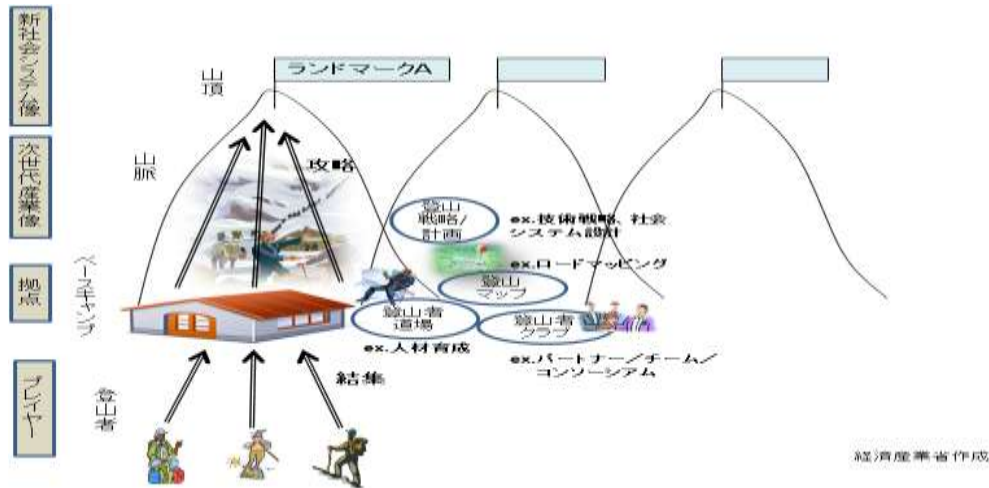 新社会システム像
次世代産業像
拠点
プレイヤー
山頂
山脈
ベースキャンプ
登山者
ランドマークA
攻略
登山
戦略/
計画
ex.技術戦略、社会
システム設計
ex.ロードマッピング
登山
マップ
登山者
道場
ex.人材育成
登山者
クラブ
ex.パートナー/チーム/
コンソーシアム
結集
経済産業省作成